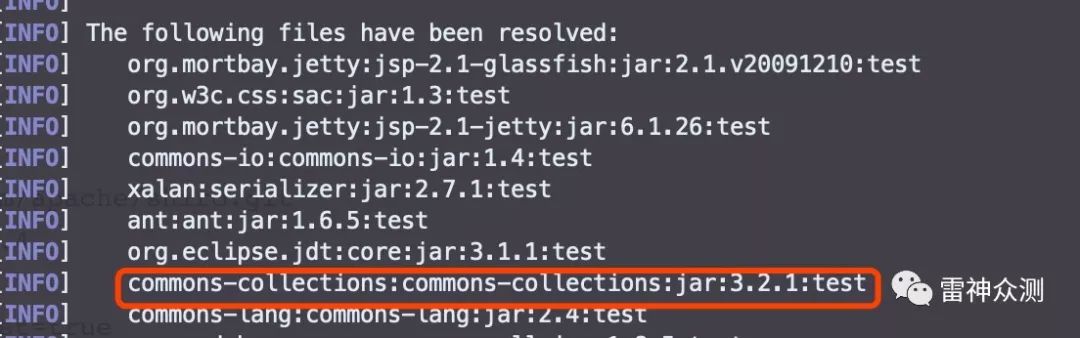 [INFO]
[INFO] The following files have been resolved:
[INFO] org.mortbay.jetty:jsp-2.1-glassfish:jar:2.1.v20091210:test
[INFO] org.w3c.css:sac:jar:1.3:test
[INFO] org.mortbay.jetty:jsp-2.1-jetty:jar:6.1.26:test
[INFO] commons-io:commons-io:jar:1.4:test
[INFO] xalan:serializer:jar:2.7.1:test
[INFO] ant:ant:jar:1.6.5:test
[INFO] org.eclipse.jdt:core:jar:3.1.1:test
[INFO] commons-collections:commons-collections:jar:3.2.1:test
雷神众测
[INFO] commons-lang:commons-lang:jar:2.4:test